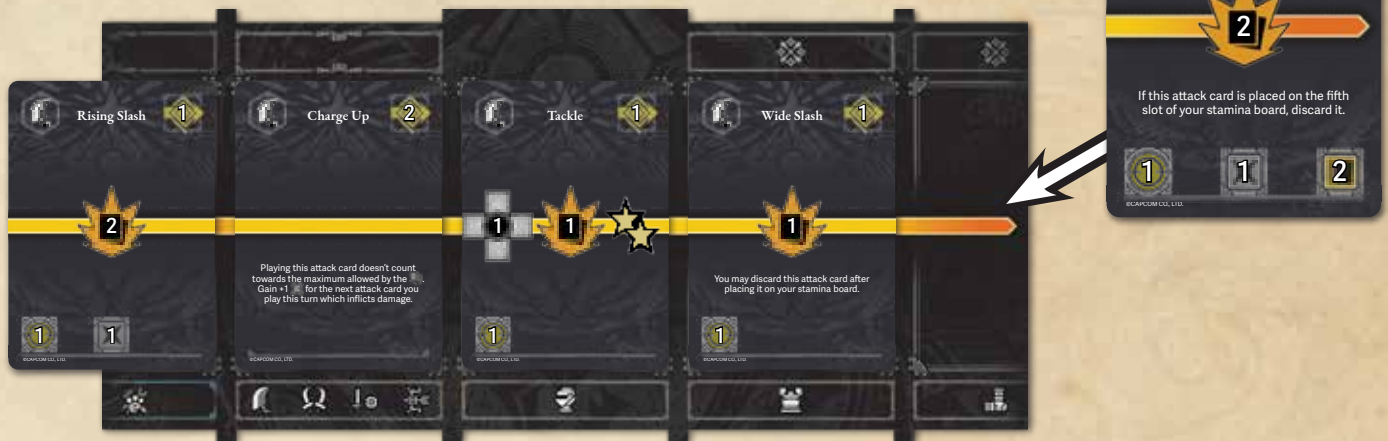 2
If this attack card is placed on the fifth
slot of your stamina board, discard it.
1 1 2
©CAPCOM CO., LTD.
Rising Slash 1
2
1 1
©CAPCOM CO., LTD.
Charge Up 2
Playing this attack card doesn't count
towards the maximum allowed by the .
Gain +1 for the next attack card you
play this turn which inflicts damage.
©CAPCOM CO., LTD.
Tackle 1
1 1
1
©CAPCOM CO., LTD.
Wide Slash 1
1
You may discard this attack card after
placing it on your stamina board.
1
©CAPCOM CO., LTD.